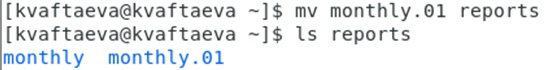 [kvaftaeva@kvaftaeva ~]$ mv monthly.01 reports
[kvaftaeva@kvaftaeva ~]$ ls reports
monthly  monthly.01